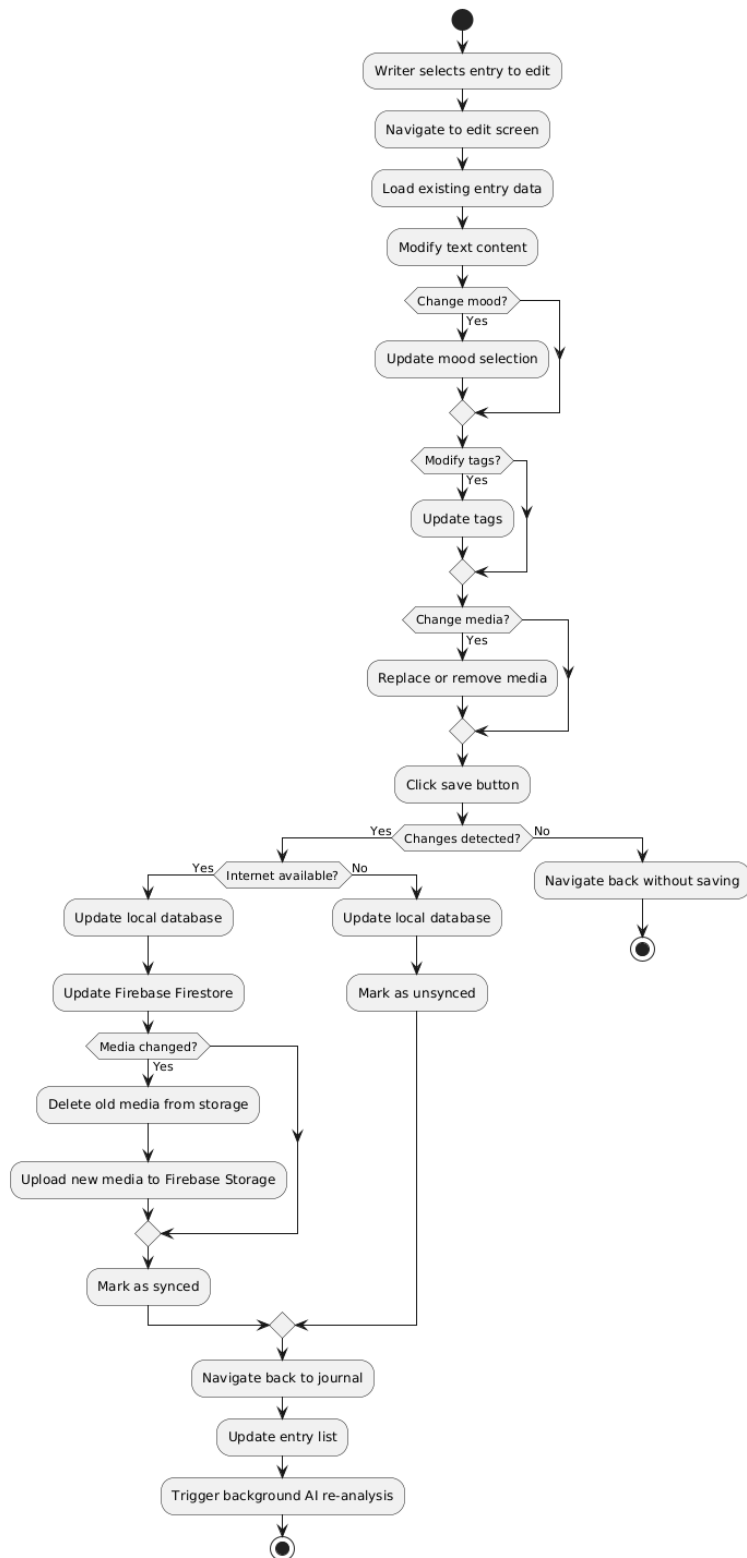 Writer selects entry to edit
Navigate to edit screen
Load existing entry data
Modify text content
Change mood?
Yes
Update mood selection
Modify tags?
Yes
Update tags
Change media?
Yes
Replace or remove media
Click save button
Yes
Changes detected?
No
Yes
Internet available?
No
Navigate back without saving
Update local database
Update local database
Update Firebase Firestore
Mark as unsynced
Media changed?
Yes
Delete old media from storage
Upload new media to Firebase Storage
Mark as synced
Navigate back to journal
Update entry list
Trigger background AI re-analysis